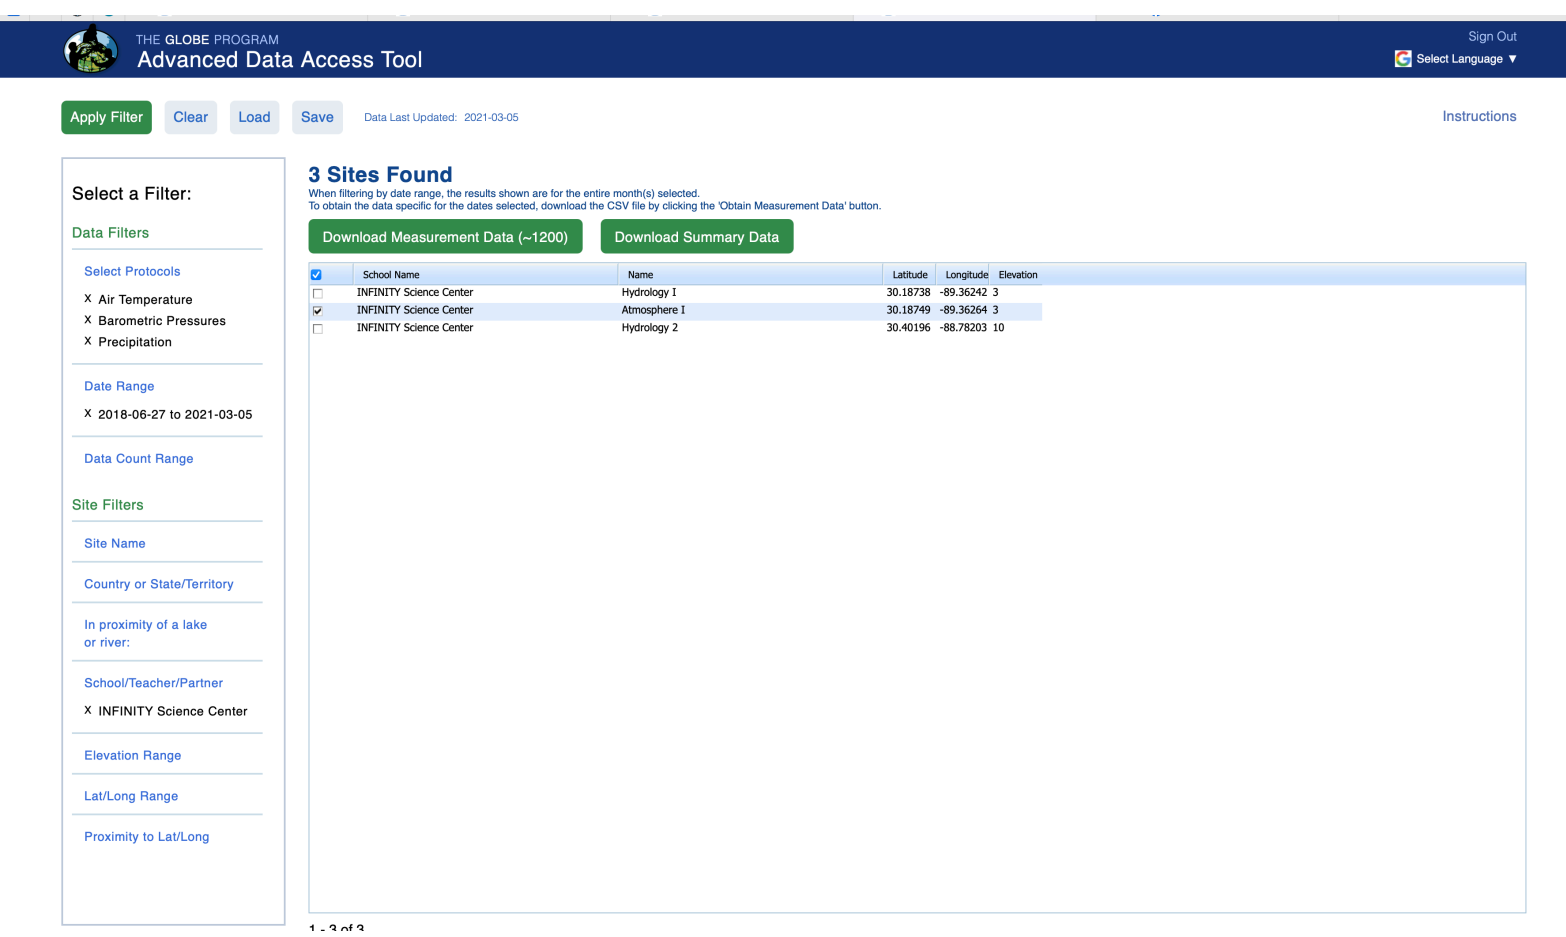 THE GLOBE PROGRAM
Advanced Data Access Tool
Sign Out
Select Language ▼
Apply Filter
Clear
Load
Save
Data Last Updated: 2021-03-05
Instructions
Select a Filter:
Data Filters
Select Protocols
X Air Temperature
X Barometric Pressures
X Precipitation
Date Range
X 2018-06-27 to 2021-03-05
Data Count Range
Site Filters
Site Name
Country or State/Territory
In proximity of a lake
or river:
School/Teacher/Partner
X INFINITY Science Center
Elevation Range
Lat/Long Range
Proximity to Lat/Long
3 Sites Found
When filtering by date range, the results shown are for the entire month(s) selected.
To obtain the data specific for the dates selected, download the CSV file by clicking the 'Obtain Measurement Data' button.
Download Measurement Data (~1200)
Download Summary Data
School Name Name Latitude Longitude Elevation
INFINITY Science Center Hydrology I 30.18738 -89.36242 3
INFINITY Science Center Atmosphere I 30.18749 -89.36264 3
INFINITY Science Center Hydrology 2 30.40196 -88.78203 10
1 - 3 of 3